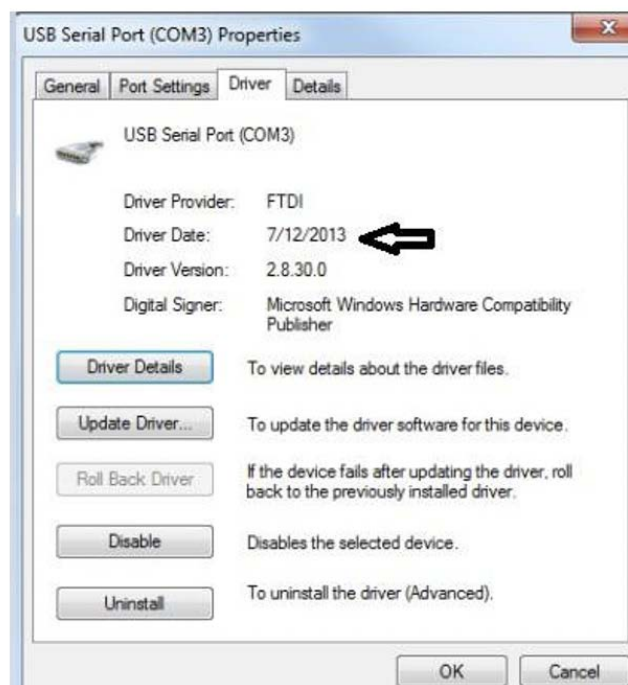 USB Serial Port (COM3) Properties
General Port Settings Driver Details
USB Serial Port (COM3)
Driver Provider: FTDI
Driver Date: 7/12/2013
Driver Version: 2.8.30.0
Digital Signer: Microsoft Windows Hardware Compatibility
Publisher
Driver Details To view details about the driver files.
Update Driver... To update the driver software for this device.
Roll Back Driver If the device fails after updating the driver, roll
back to the previously installed driver.
Disable Disables the selected device.
Uninstall To uninstall the driver (Advanced).
OK Cancel